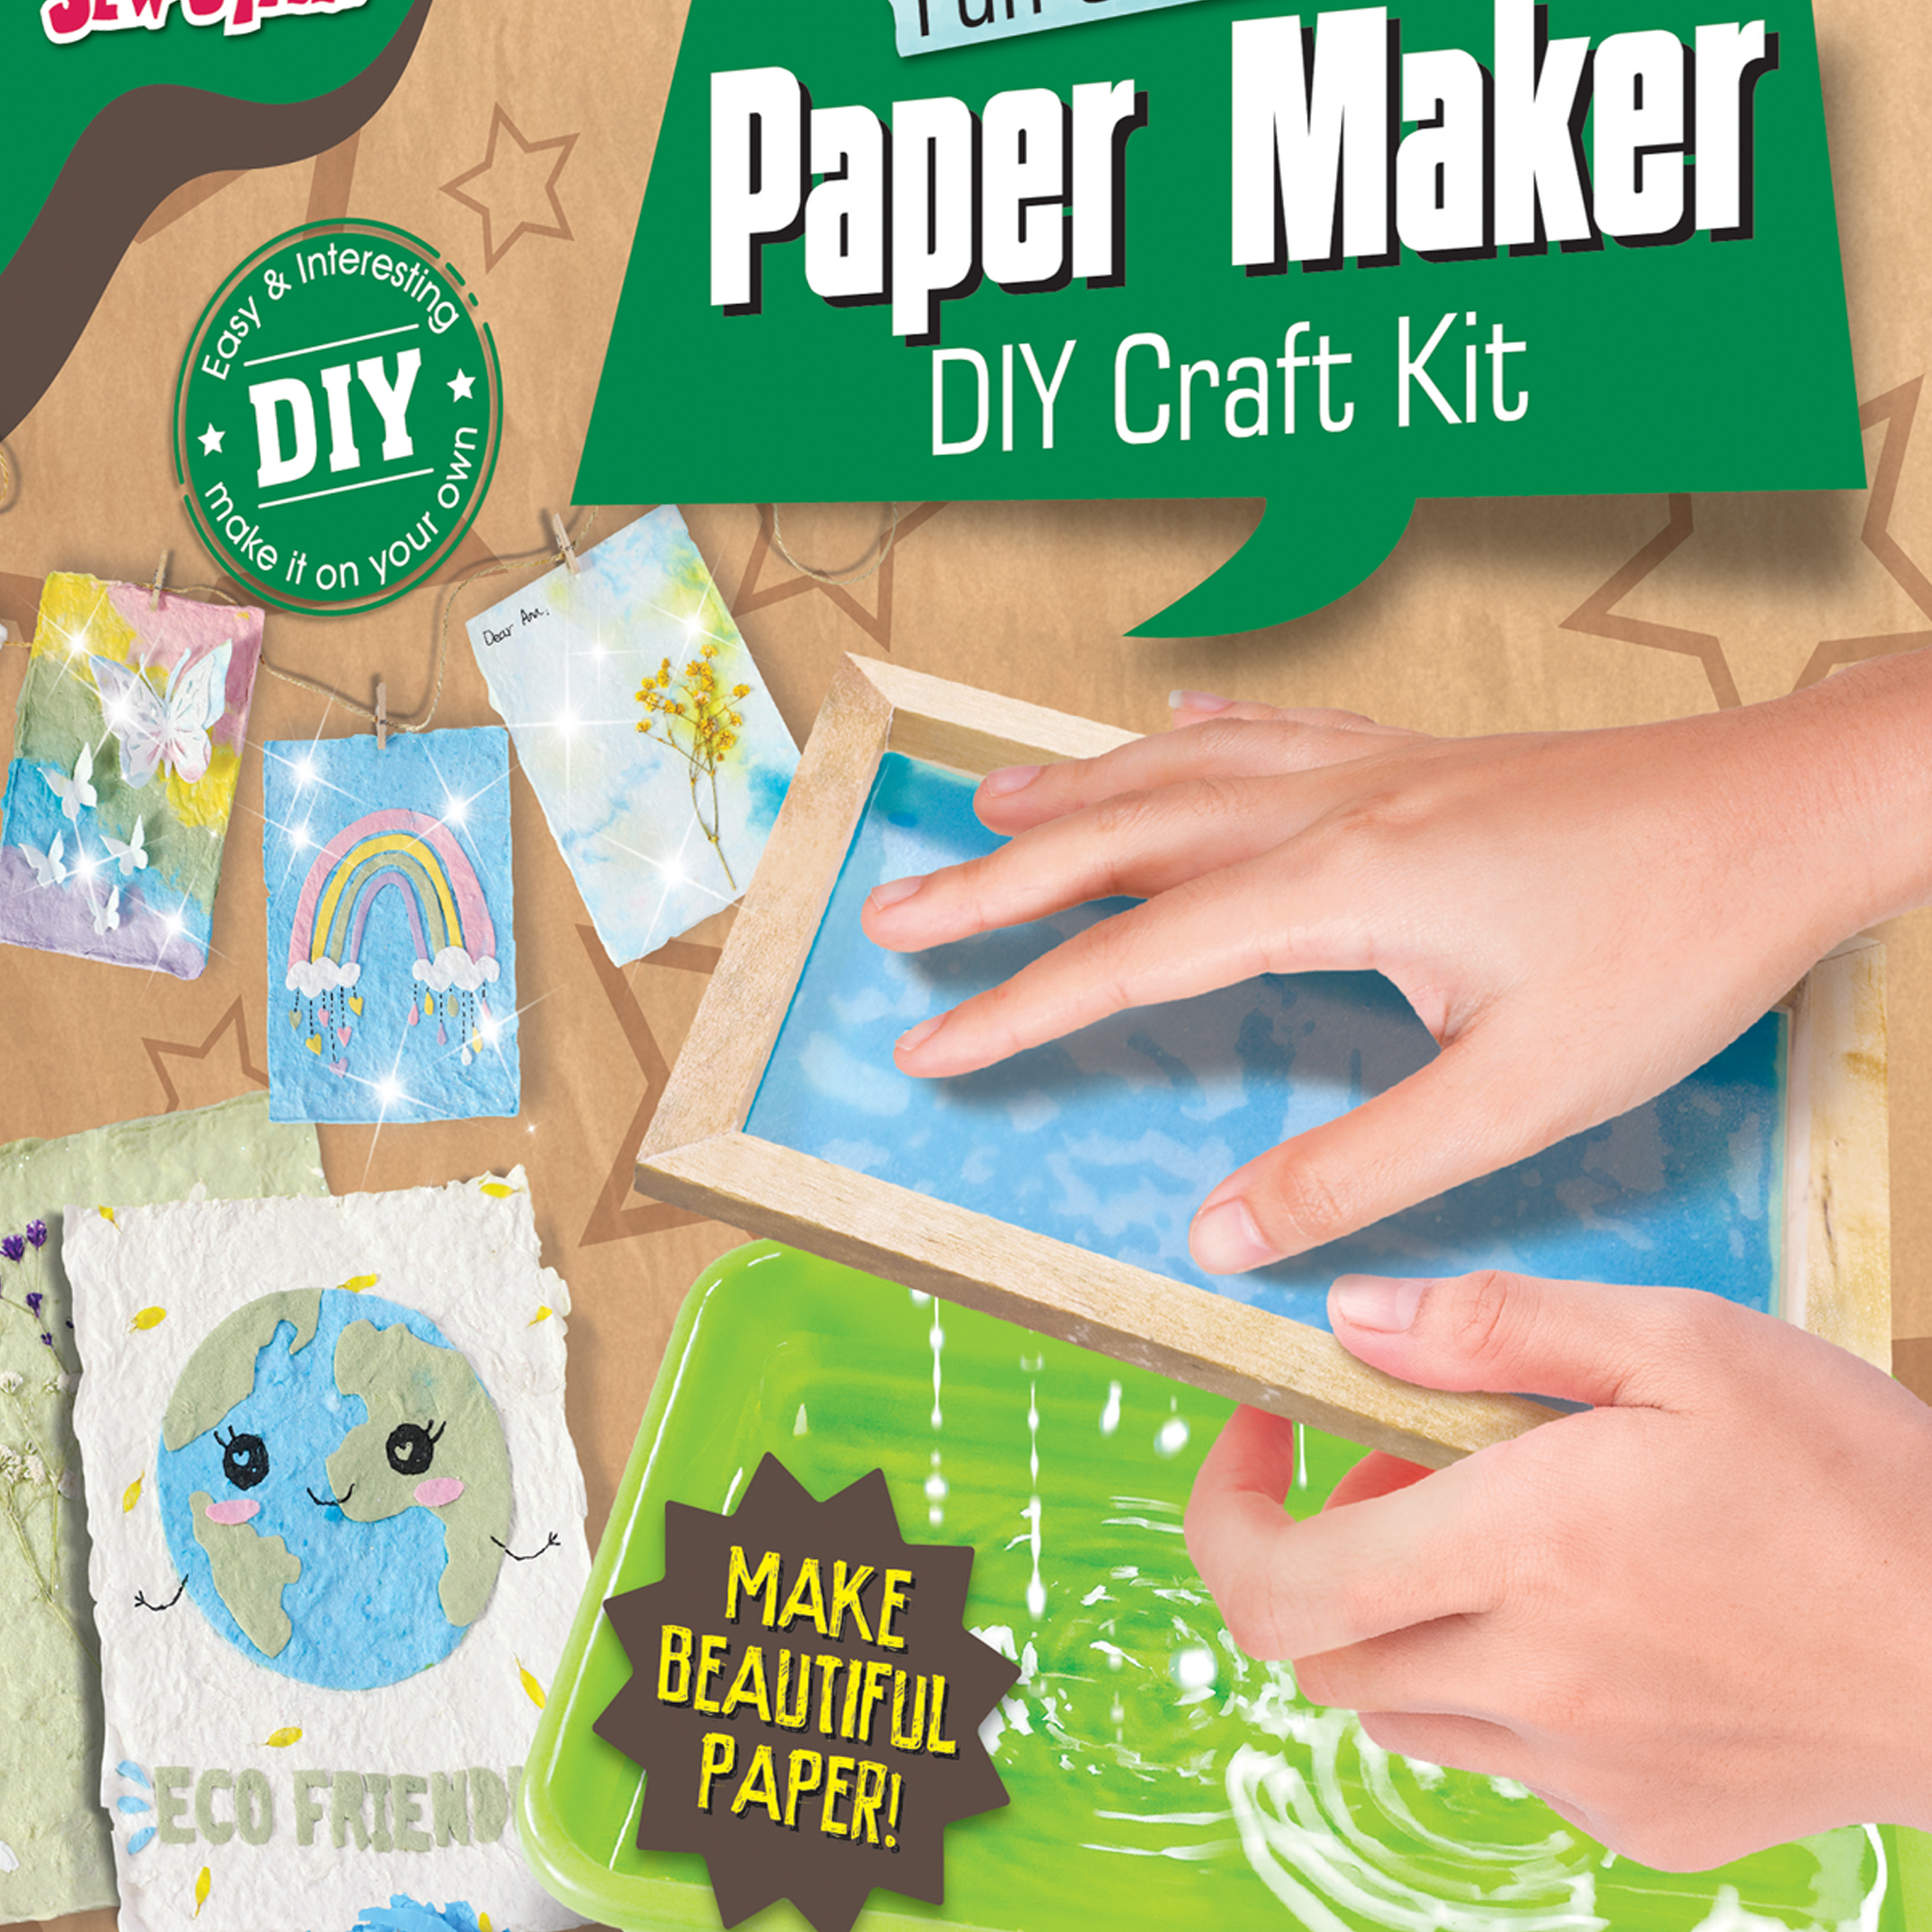 Paper Maker
DIY Craft Kit
Easy & Interesting
DIY
make it on your own
Dear Ann,
MAKE
BEAUTIFUL
PAPER!
ECO FRIEND